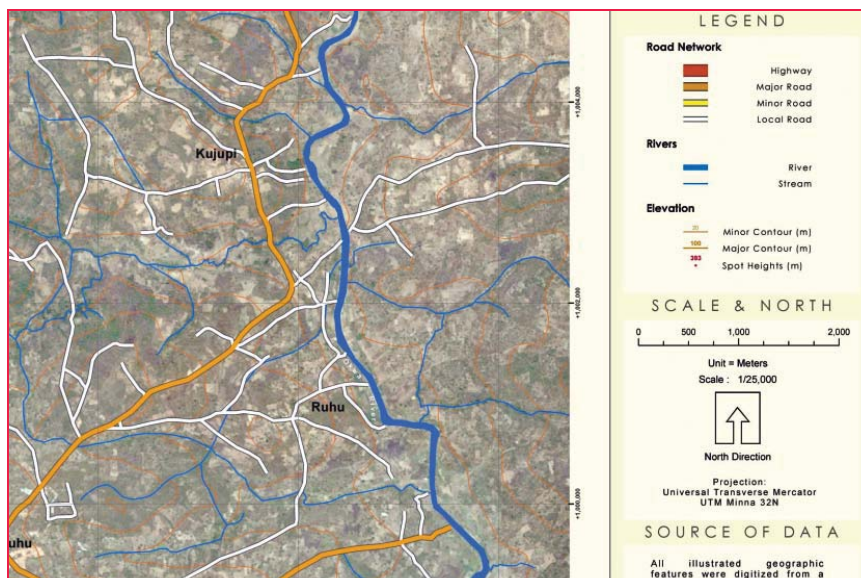 Kujupi
Ruhu
uhu
+1,004,000
+1,002,000
+1,000,000
LEGEND
Road Network
Highway
Major Road
Minor Road
Local Road
Rivers
River
Stream
Elevation
20 Minor Contour (m)
100 Major Contour (m)
393 Spot Heights (m)
SCALE & NORTH
0 500 1,000 2,000
Unit = Meters
Scale : 1/25,000
North Direction
Projection:
Universal Transverse Mercator
UTM Minna 32N
SOURCE OF DATA
All illustrated geographic
features were digitized from a